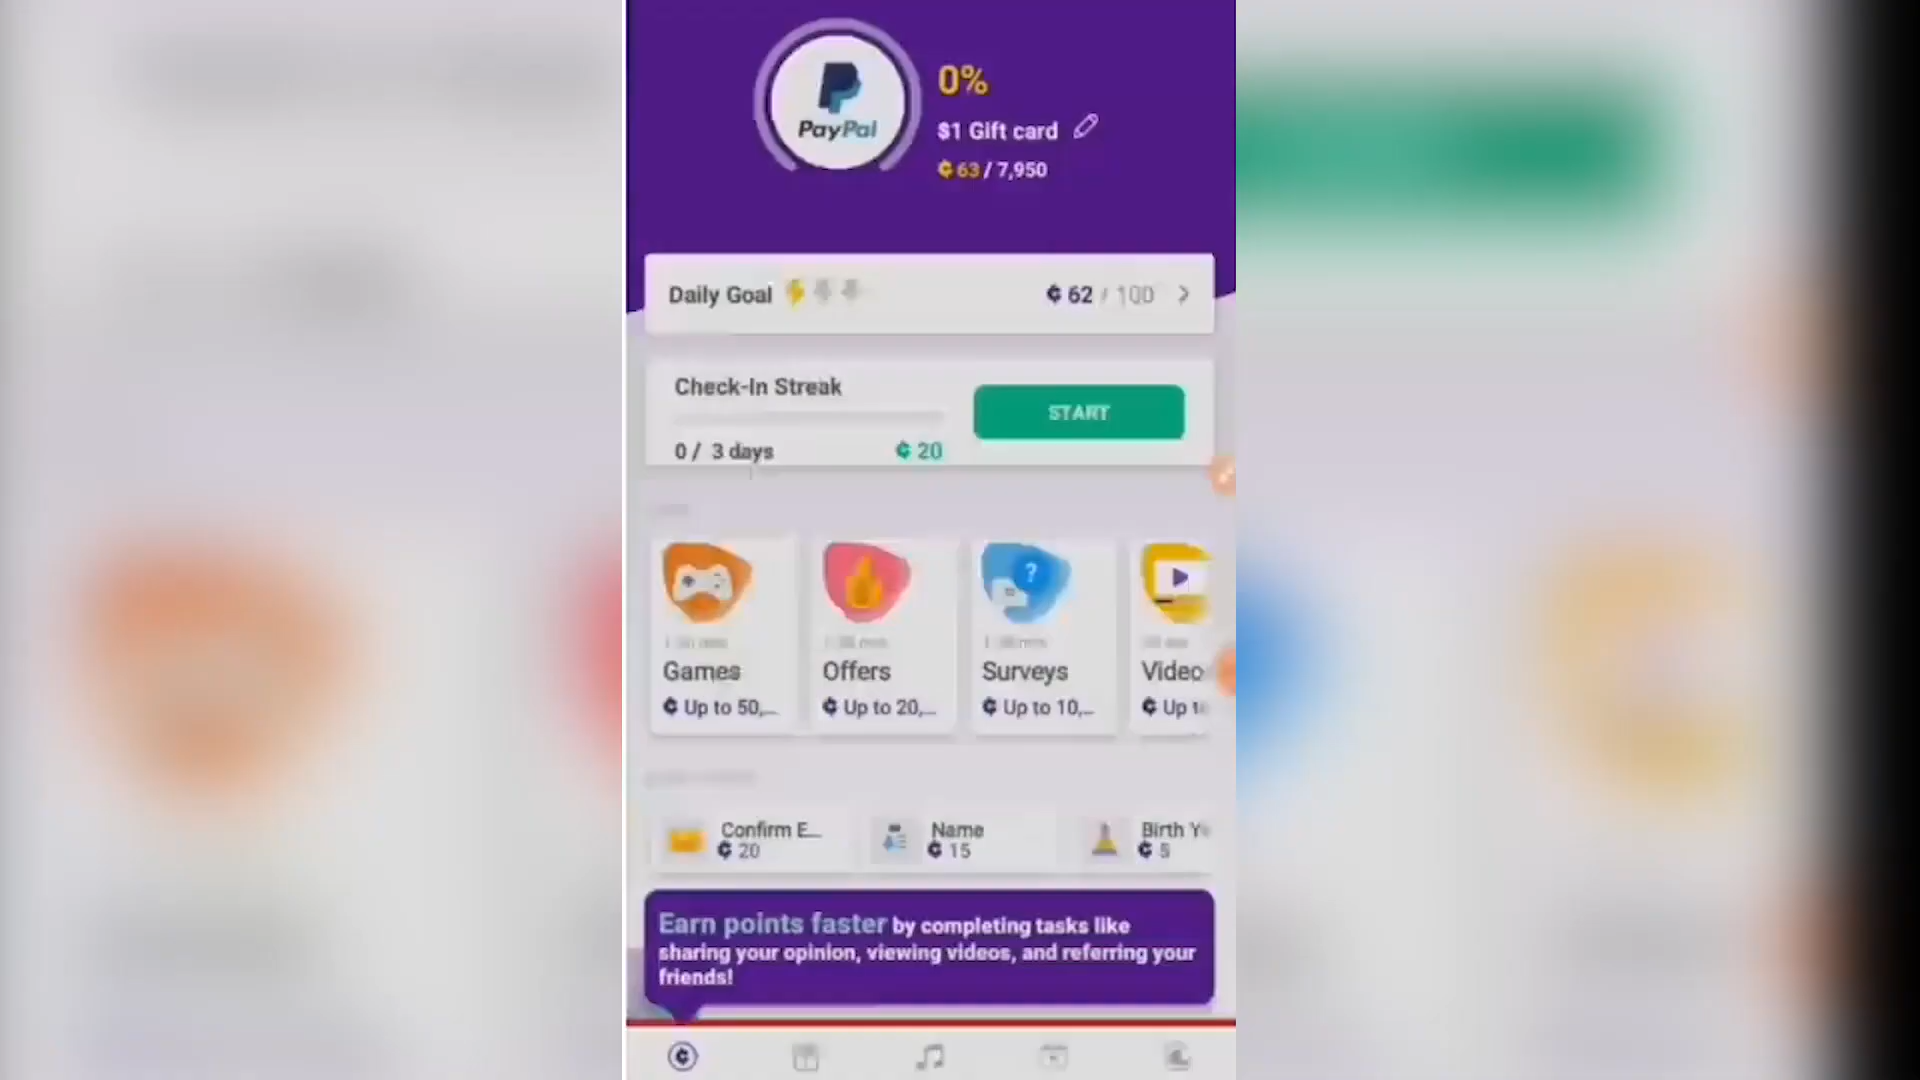 PayPal
0%
$1 Gift card
63 / 7,950
Daily Goal
62 / 100
Check-In Streak
START
0 / 3 days
20
Games
Offers
Surveys
Video
Up to 50,...
Up to 20,...
Up to 10,...
Up to
Confirm E...
20
Name
15
Birth Y
5
Earn points faster by completing tasks like
sharing your opinion, viewing videos, and referring your
friends!